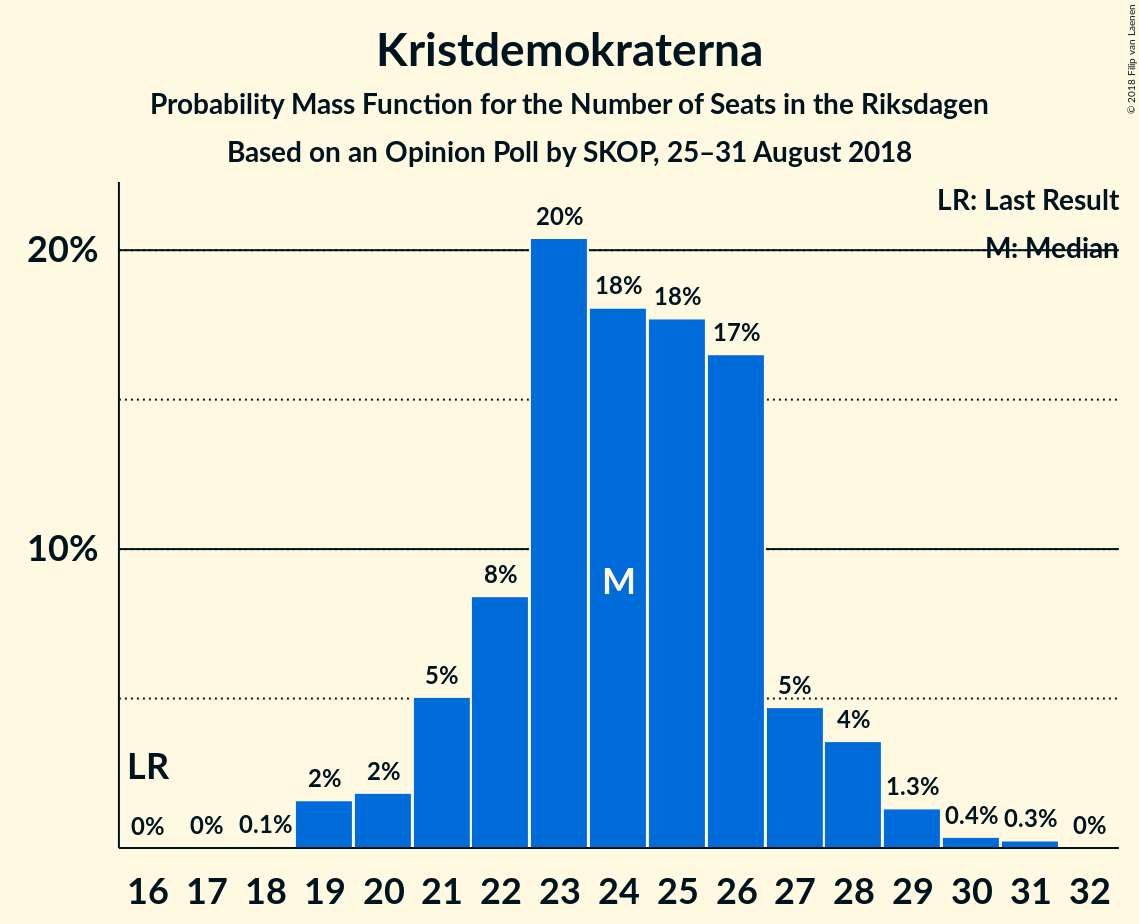 Kristdemokraterna
Probability Mass Function for the Number of Seats in the Riksdagen
Based on an Opinion Poll by SKOP, 25–31 August 2018
© 2018 Filip van Laenen
LR: Last Result
M: Median
20%
10%
LR
M
0% 0% 0.1% 2% 2% 5% 8% 20% 18% 18% 17% 5% 4% 1.3% 0.4% 0.3% 0%
16 17 18 19 20 21 22 23 24 25 26 27 28 29 30 31 32